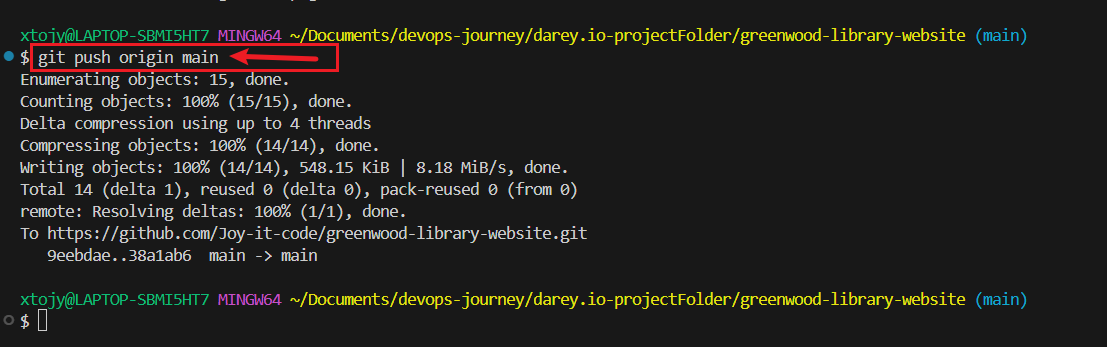 xtojy@LAPTOP-SBMI5HT7 MINGW64 ~/Documents/devops-journey/darey.io-projectFolder/greenwood-library-website (main)
$ git push origin main
Enumerating objects: 15, done.
Counting objects: 100% (15/15), done.
Delta compression using up to 4 threads
Compressing objects: 100% (14/14), done.
Writing objects: 100% (14/14), 548.15 KiB | 8.18 MiB/s, done.
Total 14 (delta 1), reused 0 (delta 0), pack-reused 0 (from 0)
remote: Resolving deltas: 100% (1/1), done.
To https://github.com/Joy-it-code/greenwood-library-website.git
   9eebdae..38a1ab6  main -> main
xtojy@LAPTOP-SBMI5HT7 MINGW64 ~/Documents/devops-journey/darey.io-projectFolder/greenwood-library-website (main)
$